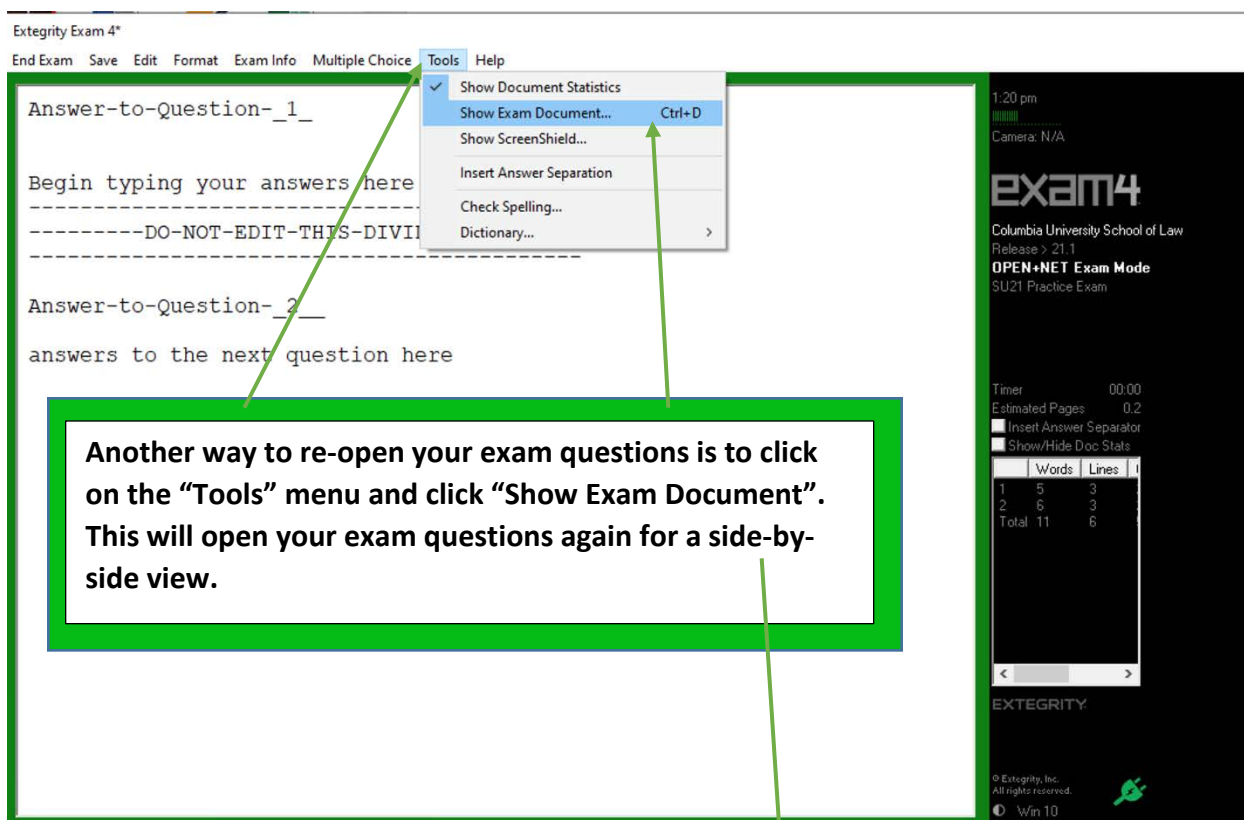 Extegrity Exam 4*
End Exam Save Edit Format Exam Info Multiple Choice Tools Help
Show Document Statistics
Show Exam Document... Ctrl+D
Show ScreenShield...
Insert Answer Separation
Check Spelling...
Dictionary...
Answer-to-Question-_1_
Begin typing your answers here
---------DO-NOT-EDIT-THIS-DIVI
Answer-to-Question-_2__
answers to the next question here
Another way to re-open your exam questions is to click
on the “Tools” menu and click “Show Exam Document”.
This will open your exam questions again for a side-by-
side view.
1:20 pm
Camera: N/A
exam4
Columbia University School of Law
Release > 21.1
OPEN+NET Exam Mode
SU21 Practice Exam
Timer 00:00
Estimated Pages 0.2
Insert Answer Separator
Show/Hide Doc Stats
Words Lines
1 5 3
2 6 3
Total 11 6
EXTEGRITY
© Extegrity, Inc.
All rights reserved.
Win 10